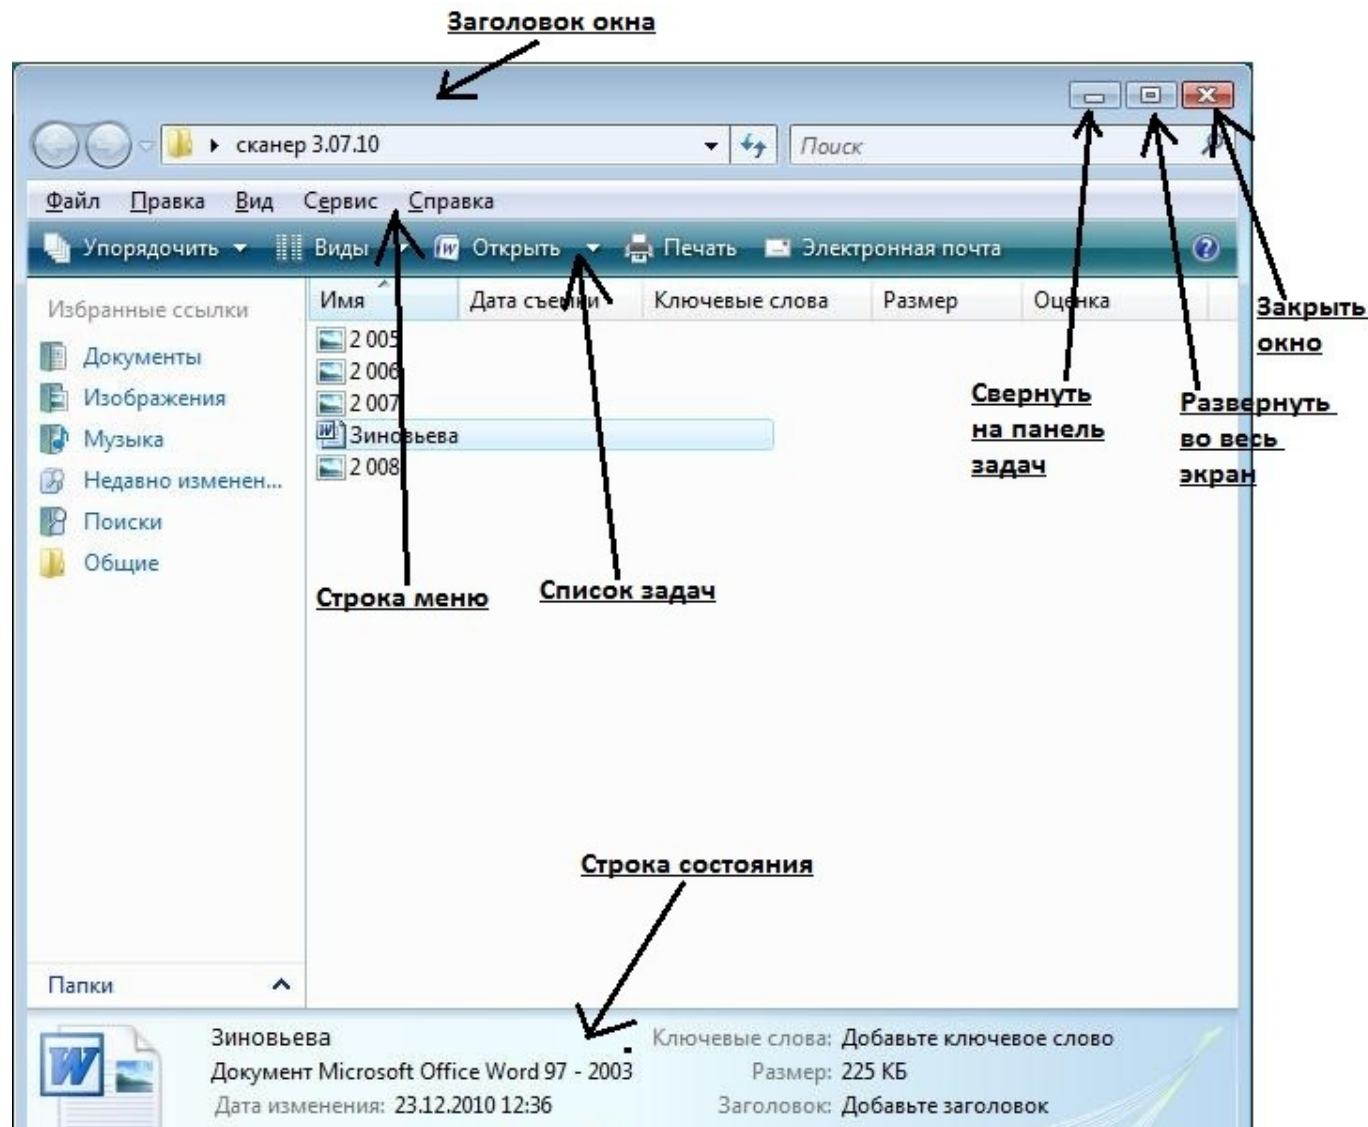 Заголовок окна
сканер 3.07.10
Поиск
Файл Правка Вид Сервис Справка
Упорядочить Виды Открыть Печать Электронная почта
Избранные ссылки
Имя Дата съемки Ключевые слова Размер Оценка
Закрыть
окно
2 005
Документы
2 006
Изображения
2 007
Музыка
Зиновьева
Недавно изменен...
2 008
Поиски
Общие
Свернуть
на панель
задач
Развернуть
во весь
экран
Строка меню
Список задач
Строка состояния
Папки
Зиновьева
Ключевые слова: Добавьте ключевое слово
Документ Microsoft Office Word 97 - 2003
Размер: 225 КБ
Дата изменения: 23.12.2010 12:36
Заголовок: Добавьте заголовок